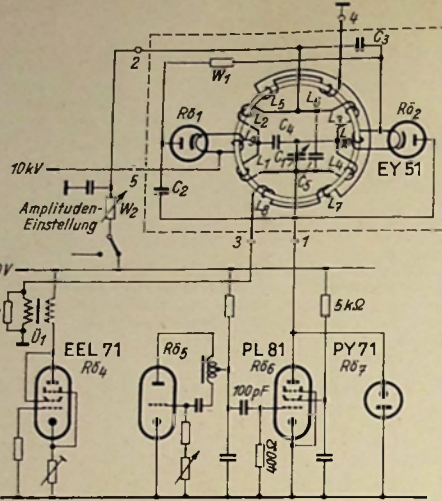 4
C3
2
W1
L5
L6
Rö1
L2
L3
C4
Rö2
L1
C1
L4
EY 51
10kV
C5
C2
5
L7
Amplituden-
W2
L8
Einstellung
3
1
0V
5kΩ
Ü1
EEL 71
Rö5
PL 81
PY 71
Rö4
Rö6
Rö7
100pF
400Ω